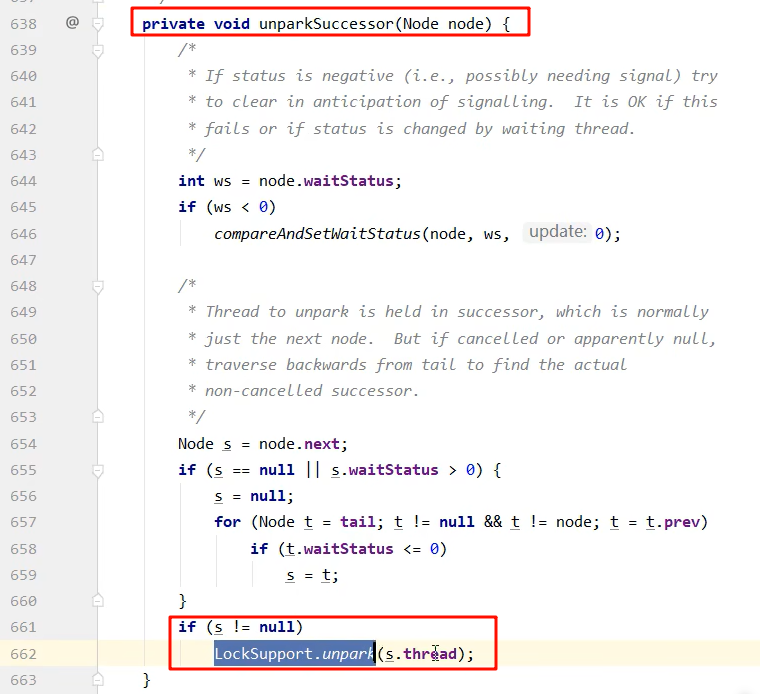 638 @ private void unparkSuccessor(Node node) {
639 /*
640 * If status is negative (i.e., possibly needing signal) try
641 * to clear in anticipation of signalling.  It is OK if this
642 * fails or if status is changed by waiting thread.
643 */
644 int ws = node.waitStatus;
645 if (ws < 0)
646 compareAndSetWaitStatus(node, ws, update: 0);
647
648 /*
649 * Thread to unpark is held in successor, which is normally
650 * just the next node.  But if cancelled or apparently null,
651 * traverse backwards from tail to find the actual
652 * non-cancelled successor.
653 */
654 Node s = node.next;
655 if (s == null || s.waitStatus > 0) {
656 s = null;
657 for (Node t = tail; t != null && t != node; t = t.prev)
658 if (t.waitStatus <= 0)
659 s = t;
660 }
661 if (s != null)
662 LockSupport.unpark(s.thread);
663 }